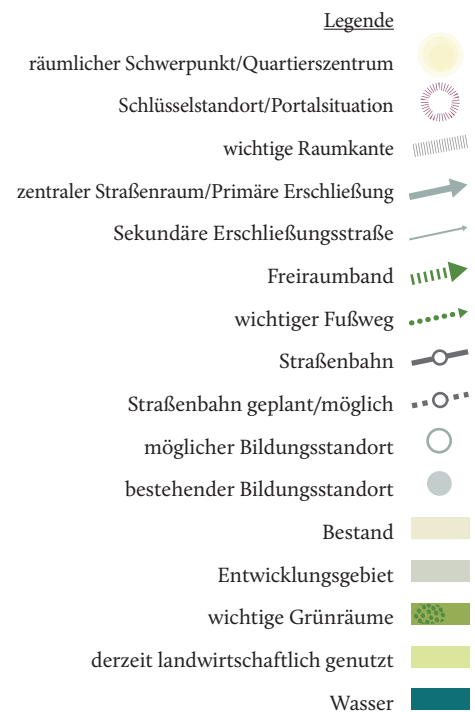 Legende
räumlicher Schwerpunkt/Quartierszentrum
Schlüsselstandort/Portalsituation
wichtige Raumkante
zentraler Straßenraum/Primäre Erschließung
Sekundäre Erschließungsstraße
Freiraumband
wichtiger Fußweg
Straßenbahn
Straßenbahn geplant/möglich
möglicher Bildungsstandort
bestehender Bildungsstandort
Bestand
Entwicklungsgebiet
wichtige Grünräume
derzeit landwirtschaftlich genutzt
Wasser